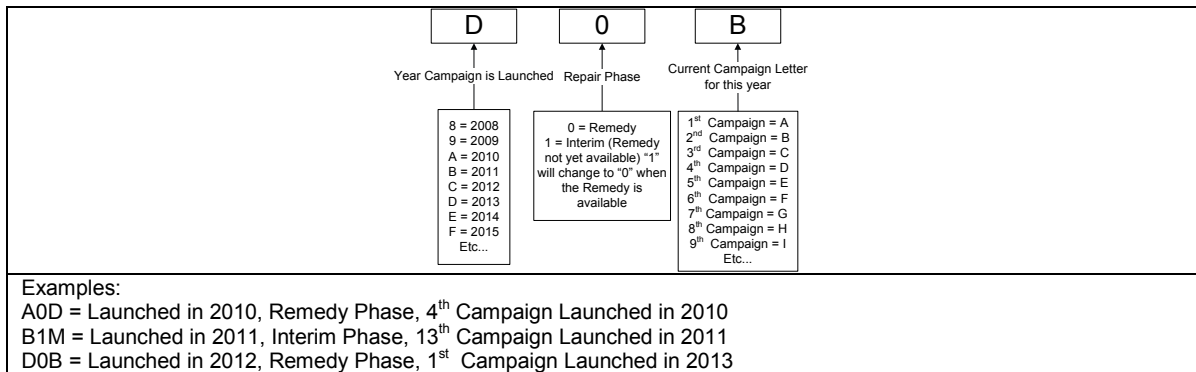 D 0 B
Year Campaign is Launched
Repair Phase
Current Campaign Letter
for this year
8 = 2008
9 = 2009
A = 2010
B = 2011
C = 2012
D = 2013
E = 2014
F = 2015
Etc...
0 = Remedy
1 = Interim (Remedy
not yet available) “1”
will change to “0” when
the Remedy is
available
1st Campaign = A
2nd Campaign = B
3rd Campaign = C
4th Campaign = D
5th Campaign = E
6th Campaign = F
7th Campaign = G
8th Campaign = H
9th Campaign = I
Etc...
Examples:
A0D = Launched in 2010, Remedy Phase, 4th Campaign Launched in 2010
B1M = Launched in 2011, Interim Phase, 13th Campaign Launched in 2011
D0B = Launched in 2012, Remedy Phase, 1st Campaign Launched in 2013